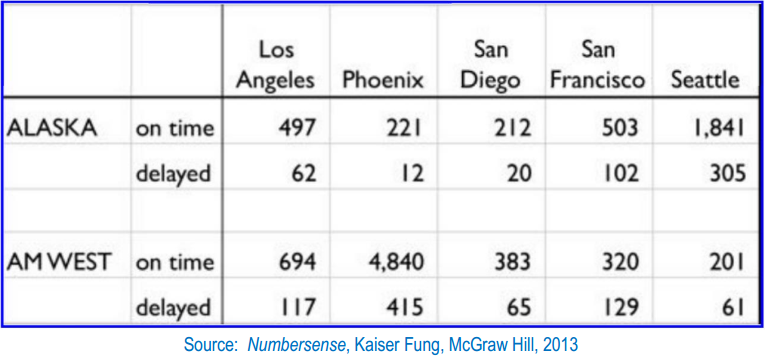 Los San San
Angeles Phoenix Diego Francisco Seattle
ALASKA on time 497 221 212 503 1,841
delayed 62 12 20 102 305
AM WEST on time 694 4,840 383 320 201
delayed 117 415 65 129 61
Source: Numbersense, Kaiser Fung, McGraw Hill, 2013